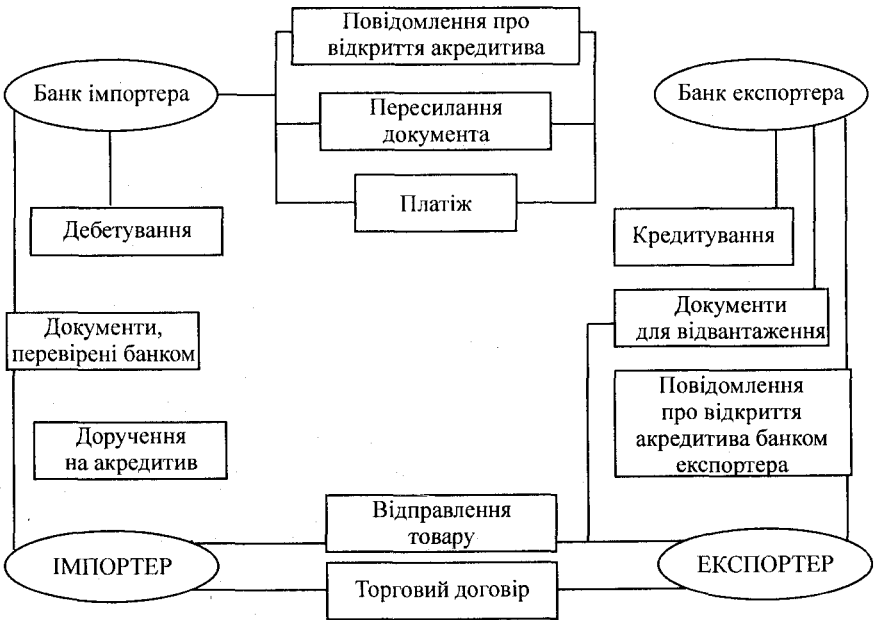 Повідомлення про
відкриття акредитива
Банк імпортера
Пересилання
документа
Банк експортера
Платіж
Дебетування
Кредитування
Документи,
перевірені банком
Документи
для відвантаження
Доручення
на акредитив
Повідомлення
про відкриття
акредитива банком
експортера
Відправлення
товару
ІМПОРТЕР
ЕКСПОРТЕР
Торговий договір